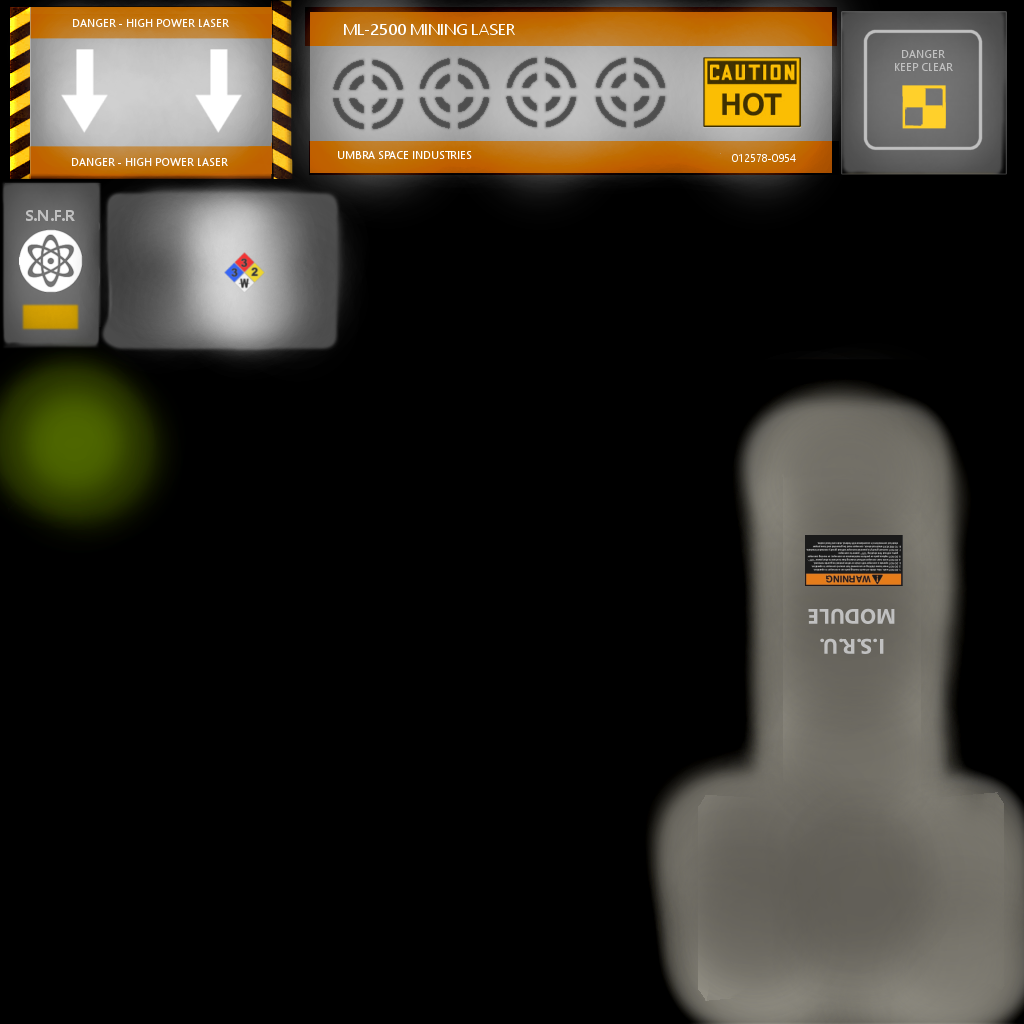 DANGER - HIGH POWER LASER
DANGER - HIGH POWER LASER
ML-2500 MINING LASER
CAUTION
HOT
UMBRA SPACE INDUSTRIES
012578-0954
DANGER
KEEP CLEAR
S.N.F.R
3
3
2
W
I.S.R.U.
MODULE
WARNING